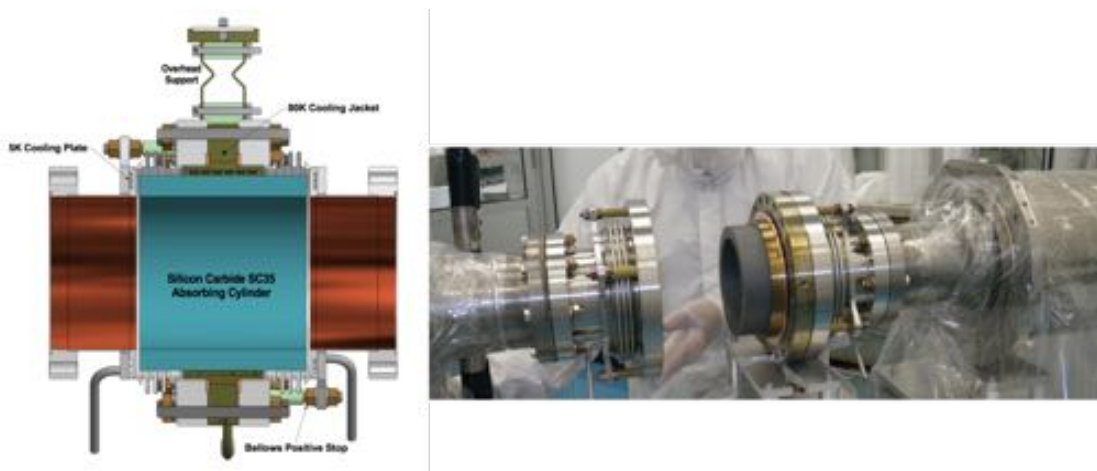 Overhead
Support
80K Cooling Jacket
5K Cooling Plate
Silicon Carbide SC35
Absorbing Cylinder
Bellows Positive Stop